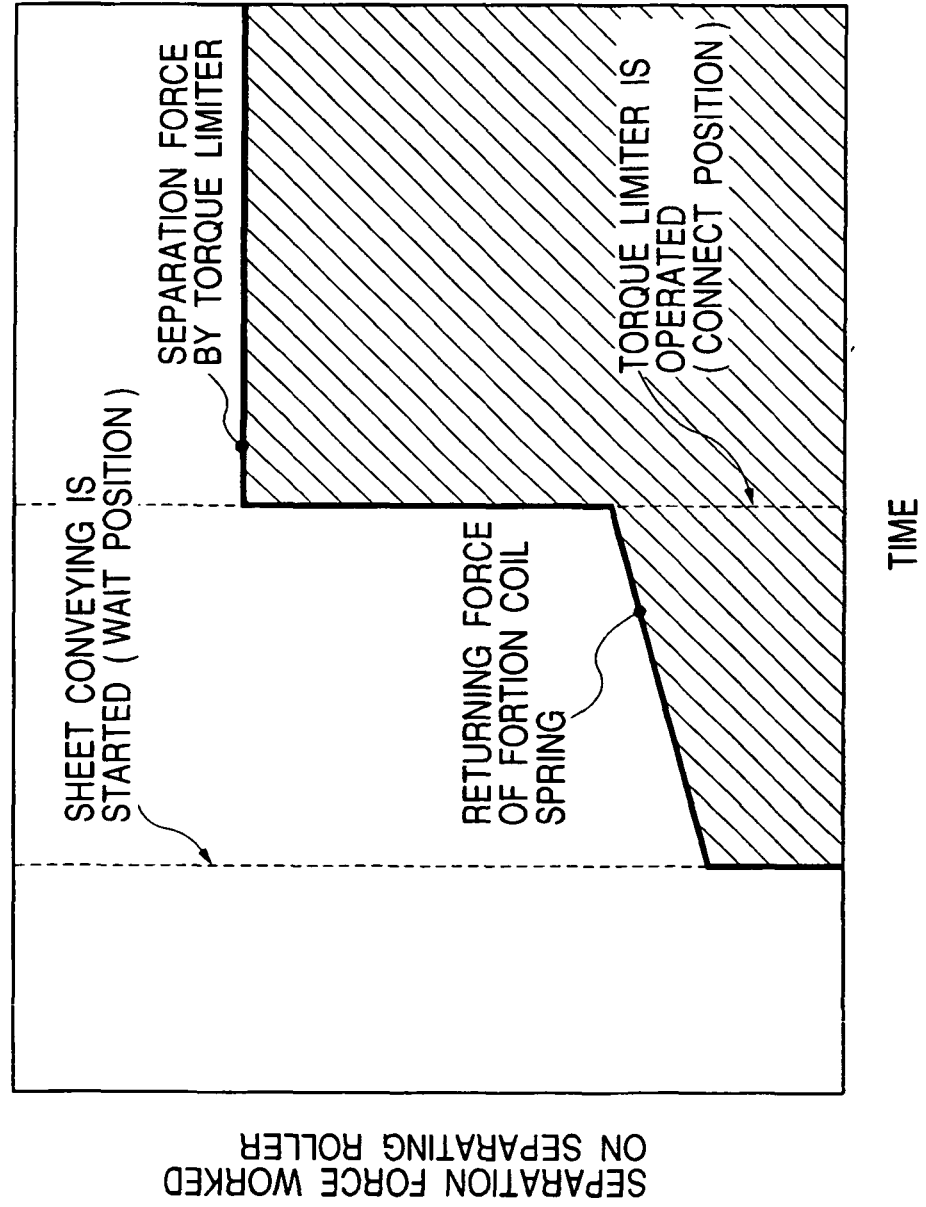 SHEET CONVEYING IS
STARTED ( WAIT POSITION )
SEPARATION FORCE
BY TORQUE LIMITER
RETURNING FORCE
OF FORTION COIL
SPRING
TORQUE LIMITER IS
OPERATED
( CONNECT POSITION )
TIME
SEPARATION FORCE WORKED
ON SEPARATING ROLLER